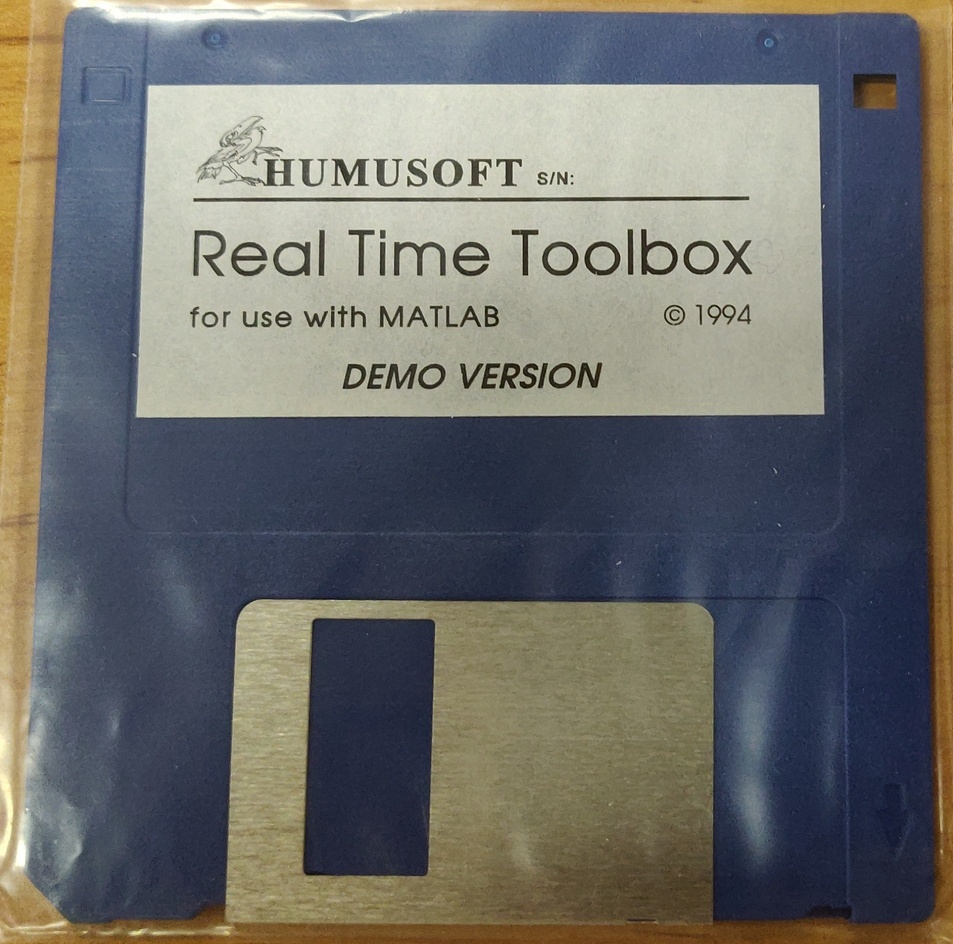 HUMUSOFT S/N:
Real Time Toolbox
for use with MATLAB © 1994
DEMO VERSION